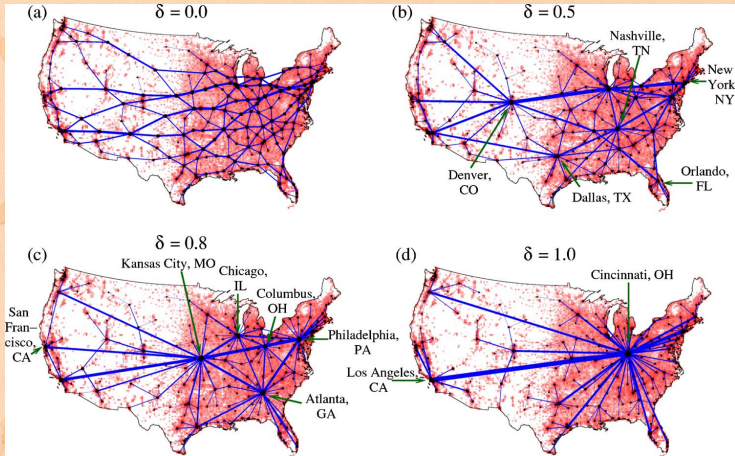 (a)
δ = 0.0
(b)
δ = 0.5
Nashville,
TN
New
York
NY
Denver,
CO
Dallas, TX
Orlando,
FL
(c)
δ = 0.8
Kansas City, MO
Chicago,
IL
Columbus,
OH
San
Fran-
cisco,
CA
Philadelphia,
PA
Atlanta,
GA
(d)
δ = 1.0
Cincinnati, OH
Los Angeles,
CA